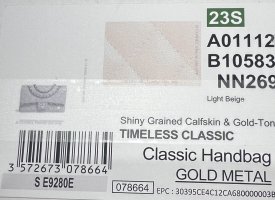 23S
A01112
B10583
NN269
Light Beige
Shiny Grained Calfskin & Gold-Ton
TIMELESS CLASSIC
Classic Handbag
GOLD METAL
3 572673 078664
S E9280E
078664
EPC : 30395CE4C12CA680000003B